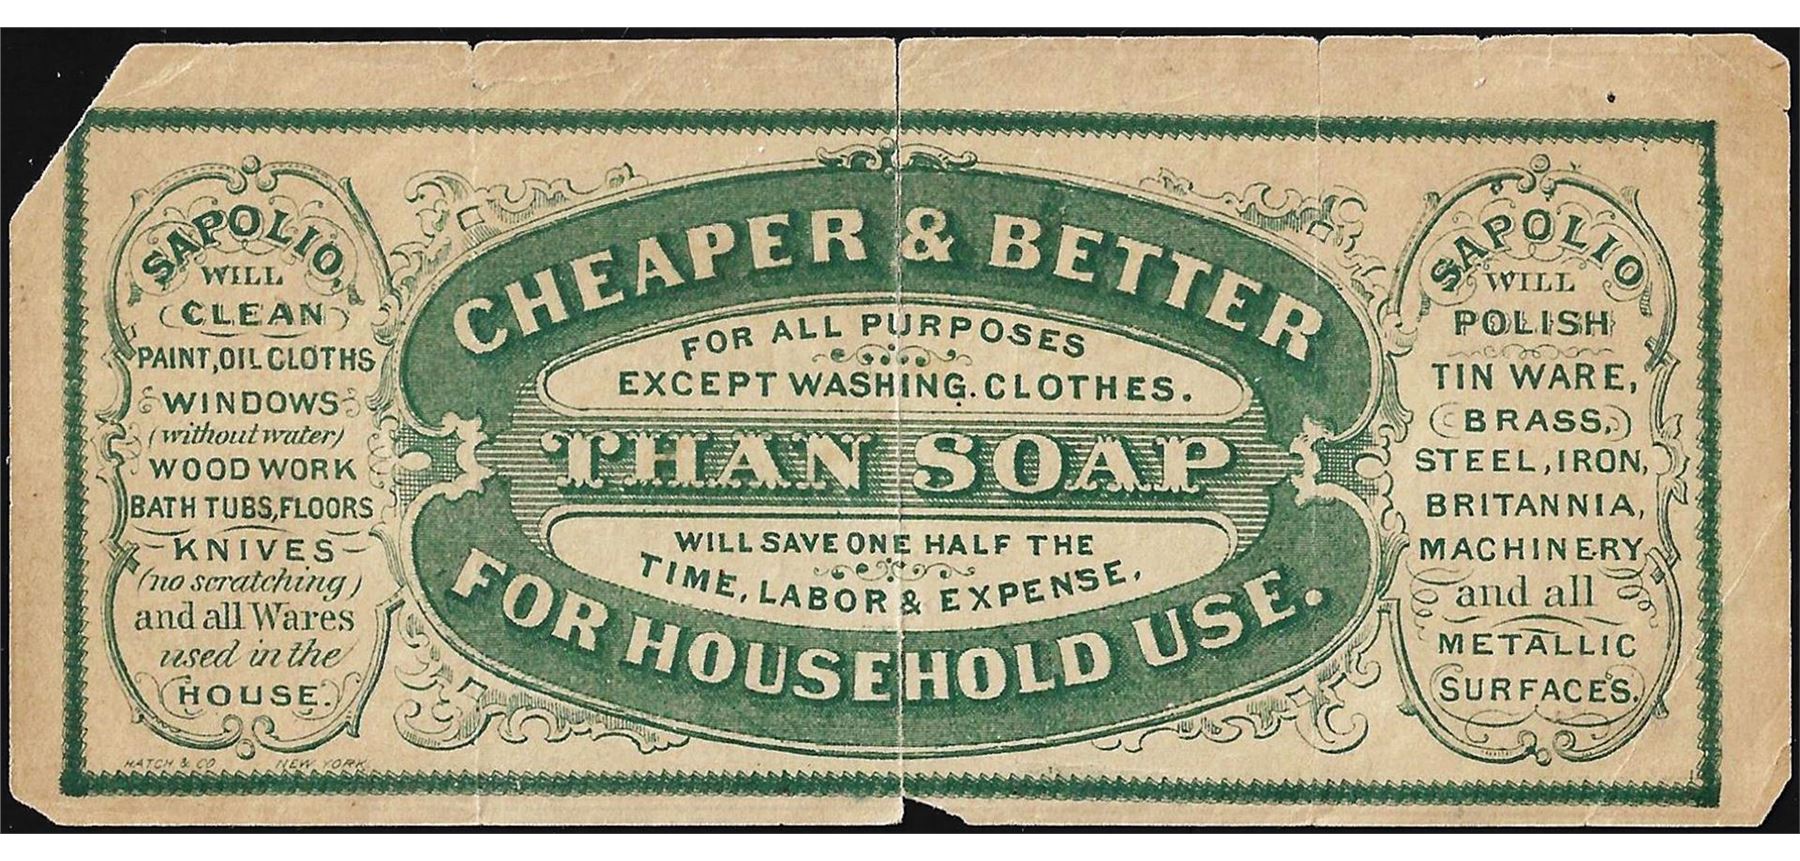 SAPOLIO,
WILL
CLEAN
PAINT, OIL CLOTHS
WINDOWS
(without water)
WOOD WORK
BATH TUBS, FLOORS
KNIVES
(no scratching)
and all Wares
used in the
HOUSE.
HATCH & CO NEW YORK.
CHEAPER & BETTER
FOR ALL PURPOSES
EXCEPT WASHING. CLOTHES.
THAN SOAP
WILL SAVE ONE HALF THE
TIME, LABOR & EXPENSE,
FOR HOUSEHOLD USE.
SAPOLIO
WILL
POLISH
TIN WARE,
BRASS,
STEEL, IRON,
BRITANNIA,
MACHINERY,
and all
METALLIC
SURFACES.